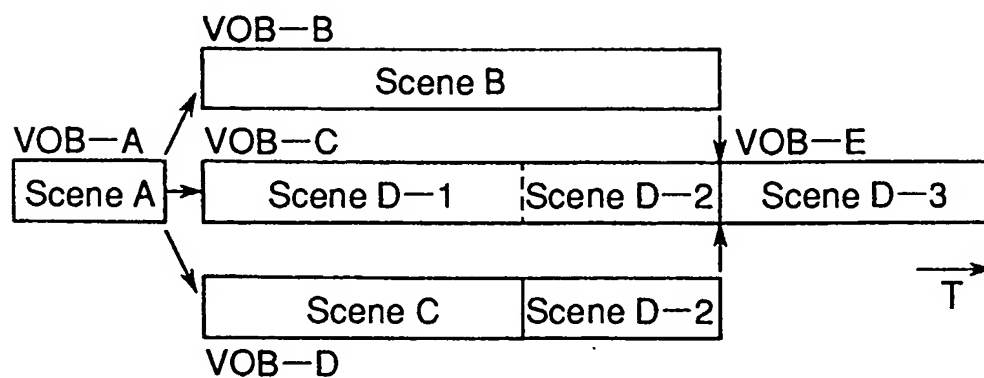 VOB—B
Scene B
VOB—A
VOB—C
VOB—E
Scene A
Scene D—1
Scene D—2
Scene D—3
T
Scene C
Scene D—2
VOB—D